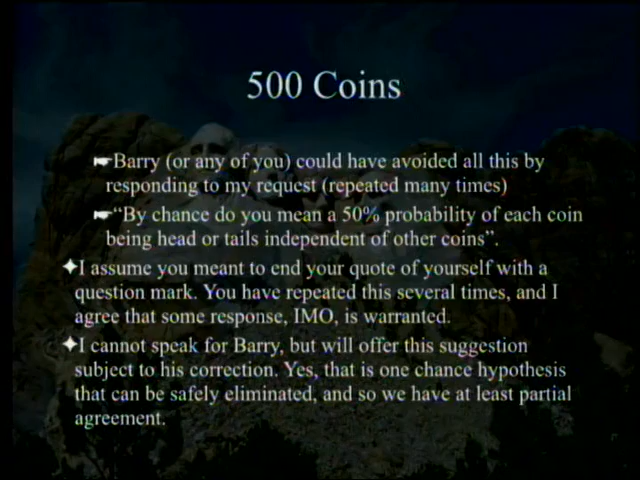 500 Coins
Barry (or any of you) could have avoided all this by
responding to my request (repeated many times)
“By chance do you mean a 50% probability of each coin
being head or tails independent of other coins”.
I assume you meant to end your quote of yourself with a
question mark. You have repeated this several times, and I
agree that some response, IMO, is warranted.
I cannot speak for Barry, but will offer this suggestion
subject to his correction. Yes, that is one chance hypothesis
that can be safely eliminated, and so we have at least partial
agreement.